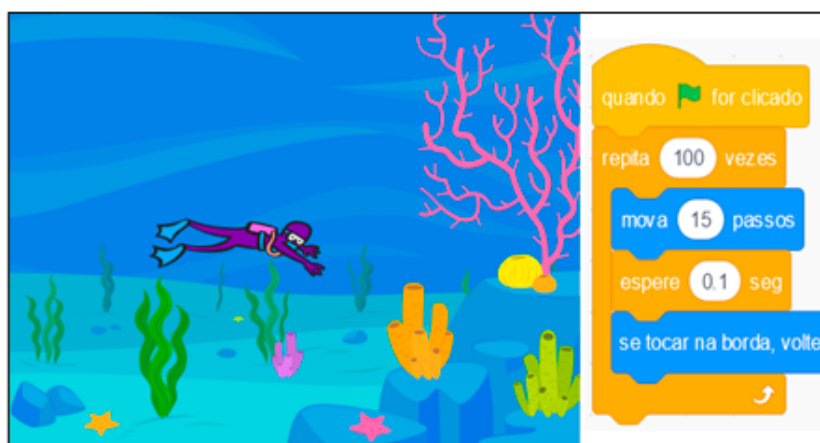 quando for clicado
repita 100 vezes
mova 15 passos
espere 0.1 seg
se tocar na borda, volte